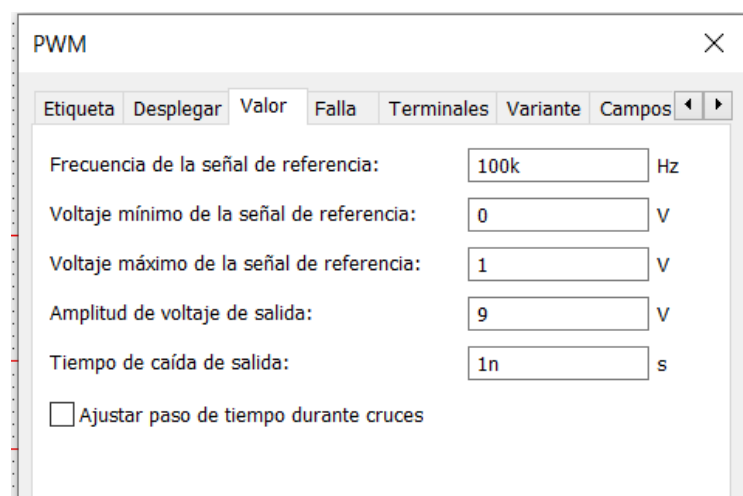 PWM
Etiqueta Desplegar Valor Falla Terminales Variante Campos
Frecuencia de la señal de referencia: 100k Hz
Voltaje mínimo de la señal de referencia: 0 V
Voltaje máximo de la señal de referencia: 1 V
Amplitud de voltaje de salida: 9 V
Tiempo de caída de salida: 1n s
Ajustar paso de tiempo durante cruces